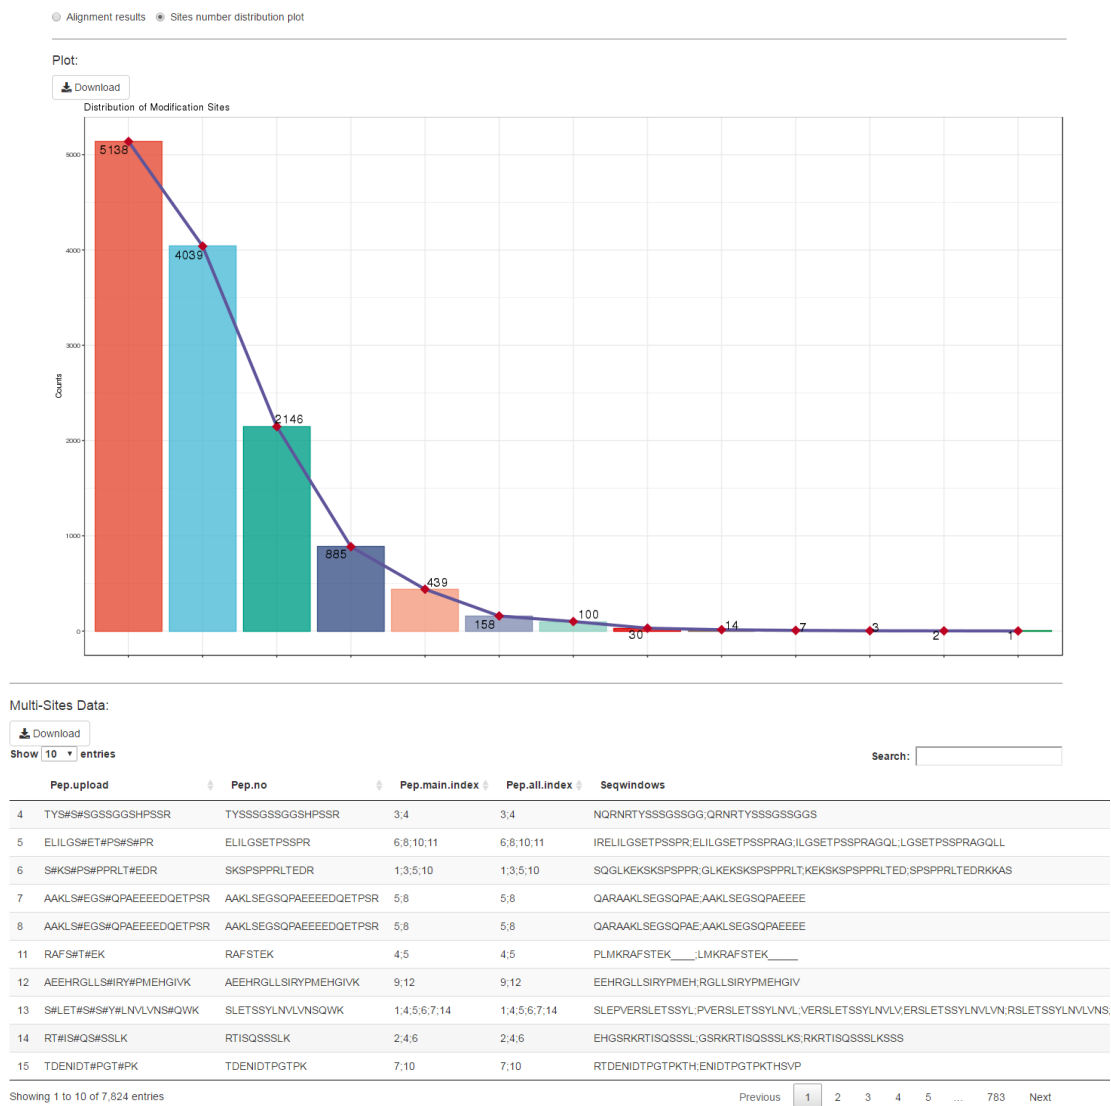 Alignment results Sites number distribution plot
Plot:
Download
Distribution of Modification Sites
5000
4000
3000
2000
1000
0
Counts
5138
4039
2146
885
439
158
100
30
14
7
3
2
1
Multi-Sites Data:
Download
Show 10 entries
Search:
Pep.upload Pep.no Pep.main.index Pep.all.index Seqwindows
4 TYS#S#SGSSGGSHPSSR TYSSSGSSGGSHPSSR 3;4 3;4 NQRNRTYSSSGSSGG;QRNRTYSSSGSSGGS
5 ELILGS#ET#PS#S#PR ELILGSETPSSPR 6;8;10;11 6;8;10;11 IRELILGSETPSSPR;ELILGSETPSSPRAG;ILGSETPSSPRAGQL;LGSETPSSPRAGQLL
6 S#KS#PS#PPRLT#EDR SKSPSPPRLTEDR 1;3;5;10 1;3;5;10 SQGLKEKSKSPSPPR;GLKEKSKSPSPPRLT;KEKSKSPSPPRLTED;SPSPPRLTEDRKKAS
7 AAKLS#EGS#QPAEEEEDQETPSR AAKLSEGSQPAEEEEDQETPSR 5;8 5;8 QARAAKLSEGSQPAE;AAKLSEGSQPAEEEE
8 AAKLS#EGS#QPAEEEEDQETPSR AAKLSEGSQPAEEEEDQETPSR 5;8 5;8 QARAAKLSEGSQPAE;AAKLSEGSQPAEEEE
11 RAFS#T#EK RAFSTEK 4;5 4;5 PLMKRAFSTEK____;LMKRAFSTEK_____
12 AEEHRGLLS#IRY#PMEHGIVK AEEHRGLLSIRYPMEHGIVK 9;12 9;12 EEHRGLLSIRYPMEH;RGLLSIRYPMEHGIV
13 S#LET#S#S#Y#LNVLVNS#QWK SLETSSYLNVLVNSQWK 1;4;5;6;7;14 1;4;5;6;7;14 SLEPVERSLETSSYL;PVERSLETSSYLNVL;VERSLETSSYLNVLV;ERSLETSSYLNVLVN;RSLETSSYLNVLVNS;
14 RT#IS#QS#SSLK RTISQSSSLK 2;4;6 2;4;6 EHGSRKRTISQSSSL;GSRKRTISQSSSLKS;RKRTISQSSSLKSSS
15 TDENIDT#PGT#PK TDENIDTPGTPK 7;10 7;10 RTDENIDTPGTPKTH;ENIDTPGTPKTHSVP
Showing 1 to 10 of 7,824 entries
Previous 1 2 3 4 5 … 783 Next